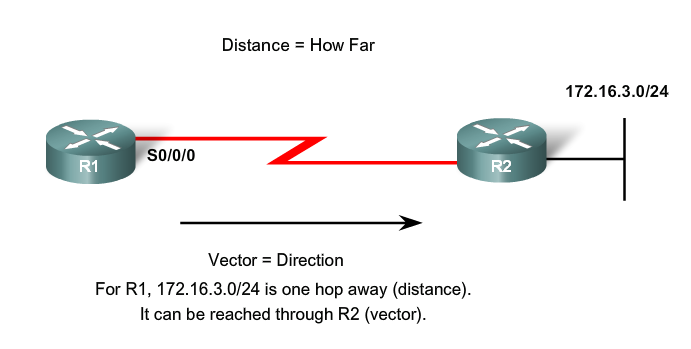 Distance = How Far
172.16.3.0/24
S0/0/0
R1
R2
Vector = Direction
For R1, 172.16.3.0/24 is one hop away (distance).
It can be reached through R2 (vector).